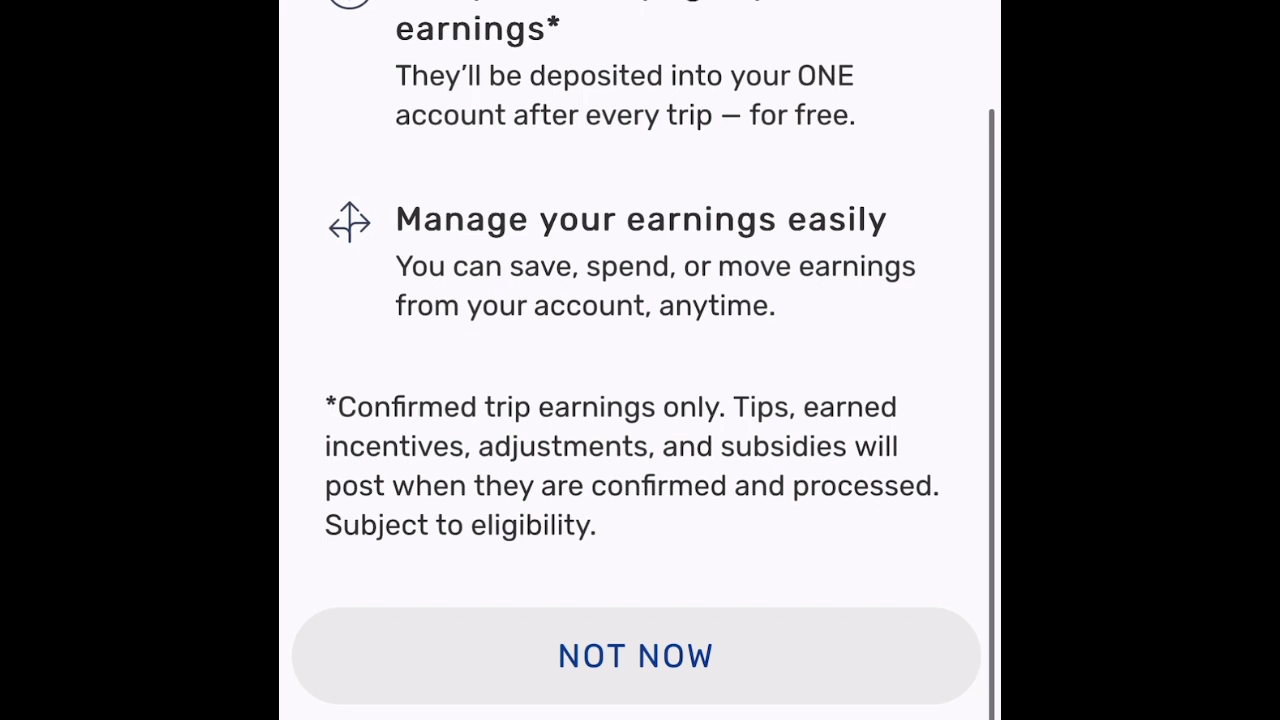 earnings*
They’ll be deposited into your ONE
account after every trip — for free.
Manage your earnings easily
You can save, spend, or move earnings
from your account, anytime.
*Confirmed trip earnings only. Tips, earned
incentives, adjustments, and subsidies will
post when they are confirmed and processed.
Subject to eligibility.
NOT NOW